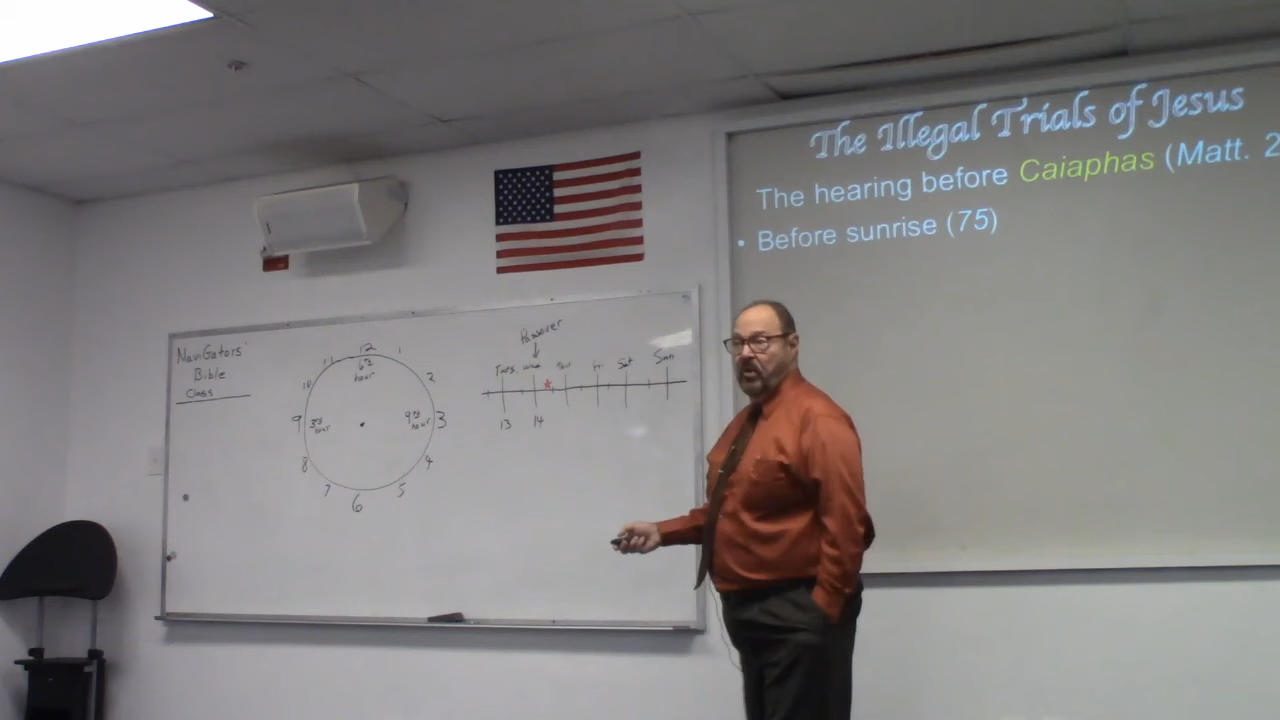 The Illegal Trials of Jesus
The hearing before Caiaphas (Matt. 2
• Before sunrise (75)
NaviGators'
Bible
Class
12
1
2
3
4
5
6
7
8
9
10
11
6th
hour
3rd
hour
9th
hour
Passover
Tues. Wed. Thur Fri Sat Sun
13 14